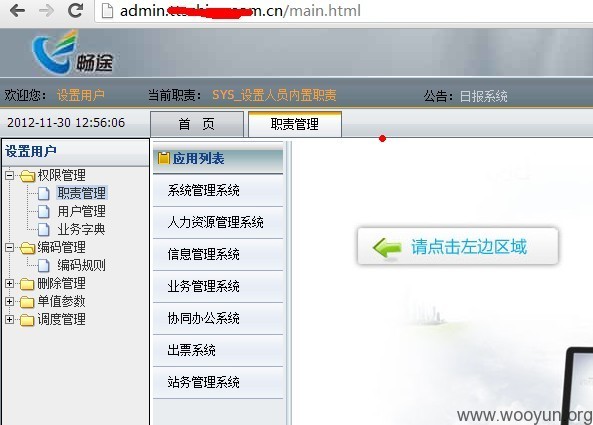 admin.com.cn/main.html
畅途
欢迎您: 设置用户 当前职责: SYS_设置人员内置职责 公告: 日报系统
2012-11-30 12:56:06 首 页 职责管理
设置用户
权限管理
职责管理
用户管理
业务字典
编码管理
编码规则
删除管理
单值参数
调度管理
应用列表
系统管理系统
人力资源管理系统
信息管理系统
业务管理系统
协同办公系统
出票系统
站务管理系统
请点击左边区域
www.wooyun.org